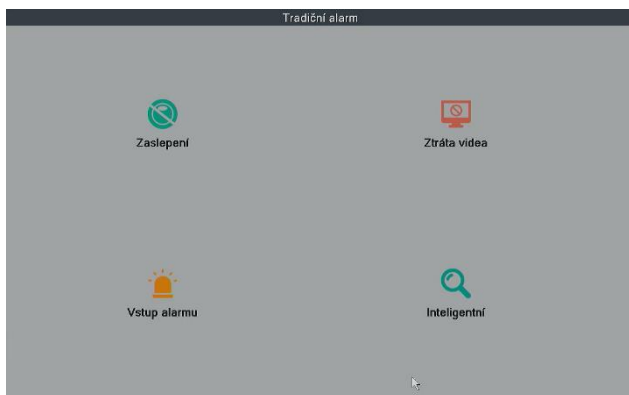 Tradiční alarm
Zaslepení
Ztráta videa
Vstup alarmu
Inteligentní